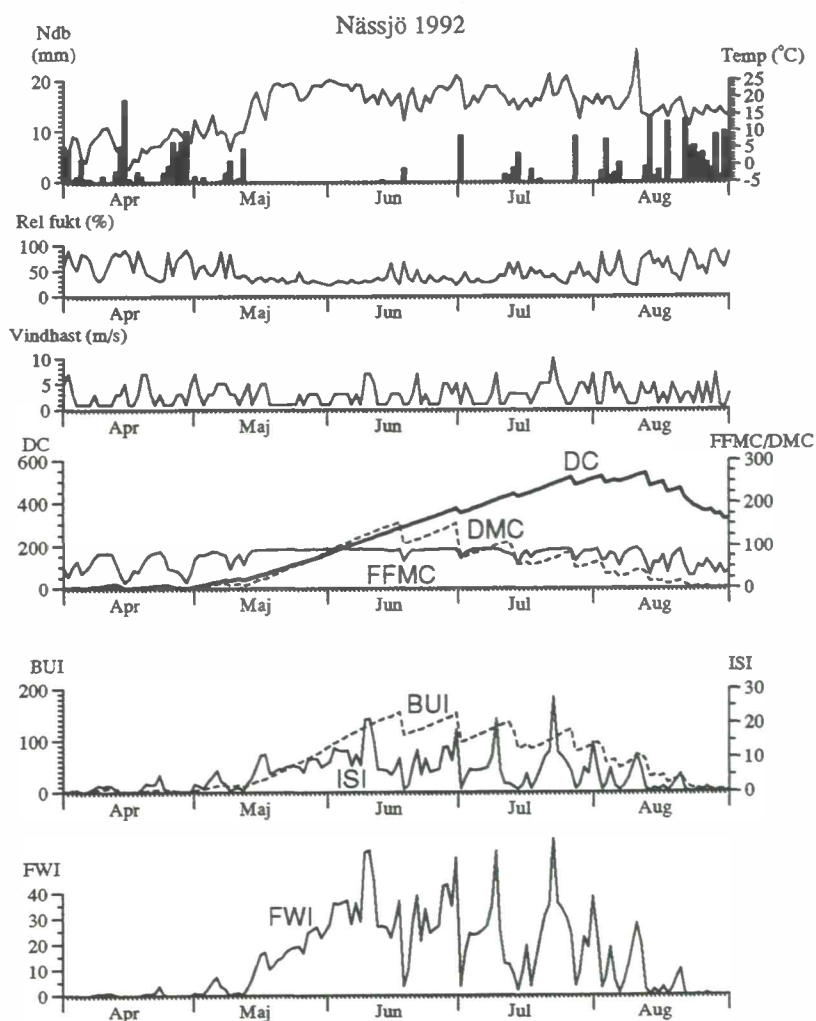 Nässjö 1992
Ndb
(mm)
Temp (°C)
20
10
0
25
20
15
10
5
0
-5
Apr Maj Jun Jul Aug
Rel fukt (%)
100
50
0
Apr Maj Jun Jul Aug
Vindhast (m/s)
10
5
0
Apr Maj Jun Jul Aug
DC FFMC/DMC
600
400
200
0
300
200
100
0
DC
DMC
FFMC
Apr Maj Jun Jul Aug
BUI ISI
200
100
0
30
20
10
0
BUI
ISI
Apr Maj Jun Jul Aug
FWI
40
30
20
10
0
FWI
Apr Maj Jun Jul Aug